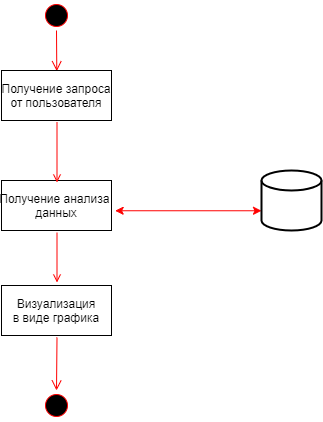 Получение запроса
от пользователя
Получение анализа
данных
Визуализация
в виде графика